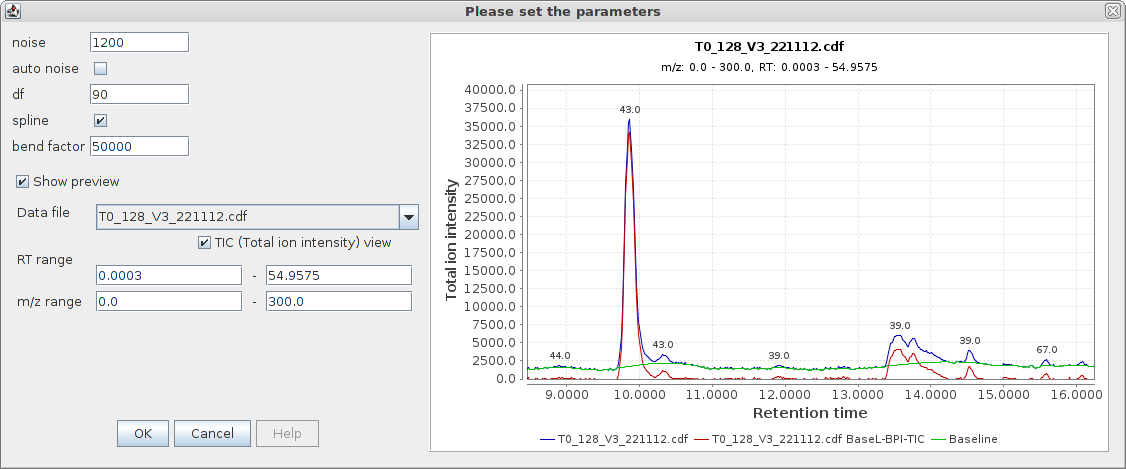 Please set the parameters
noise 1200
auto noise
df 90
spline
bend factor 50000
Show preview
Data file T0_128_V3_221112.cdf
TIC (Total ion intensity) view
RT range
0.0003 - 54.9575
m/z range 0.0 - 300.0
OK Cancel Help
T0_128_V3_221112.cdf
m/z: 0.0 - 300.0, RT: 0.0003 - 54.9575
Total ion intensity
40000.0
37500.0
35000.0
32500.0
30000.0
27500.0
25000.0
22500.0
20000.0
17500.0
15000.0
12500.0
10000.0
7500.0
5000.0
2500.0
0.0
44.0
43.0
43.0
39.0
39.0
39.0
67.0
9.0000 10.0000 11.0000 12.0000 13.0000 14.0000 15.0000 16.0000
Retention time
T0_128_V3_221112.cdf T0_128_V3_221112.cdf BaseL-BPI-TIC Baseline